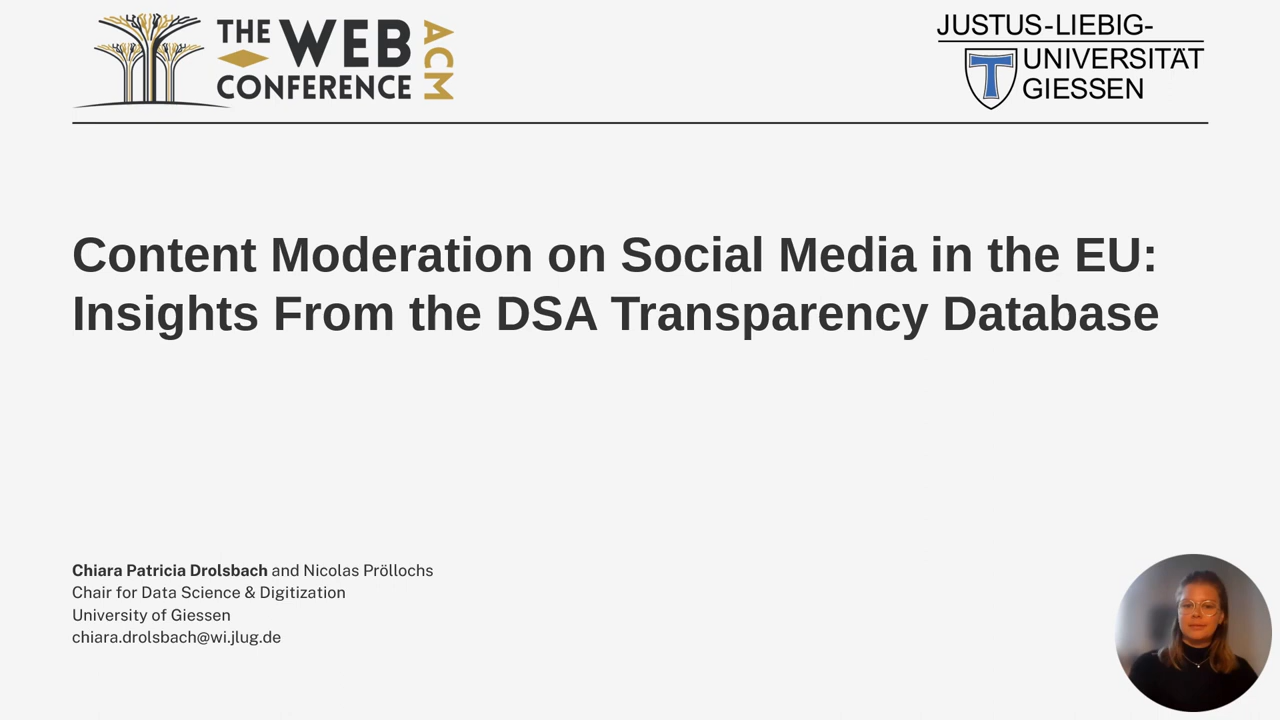 THE WEB
CONFERENCE
ACM
JUSTUS-LIEBIG-
UNIVERSITÄT
GIESSEN
Content Moderation on Social Media in the EU:
Insights From the DSA Transparency Database
Chiara Patricia Drolsbach and Nicolas Pröllochs
Chair for Data Science & Digitization
University of Giessen
chiara.drolsbach@wi.jlug.de